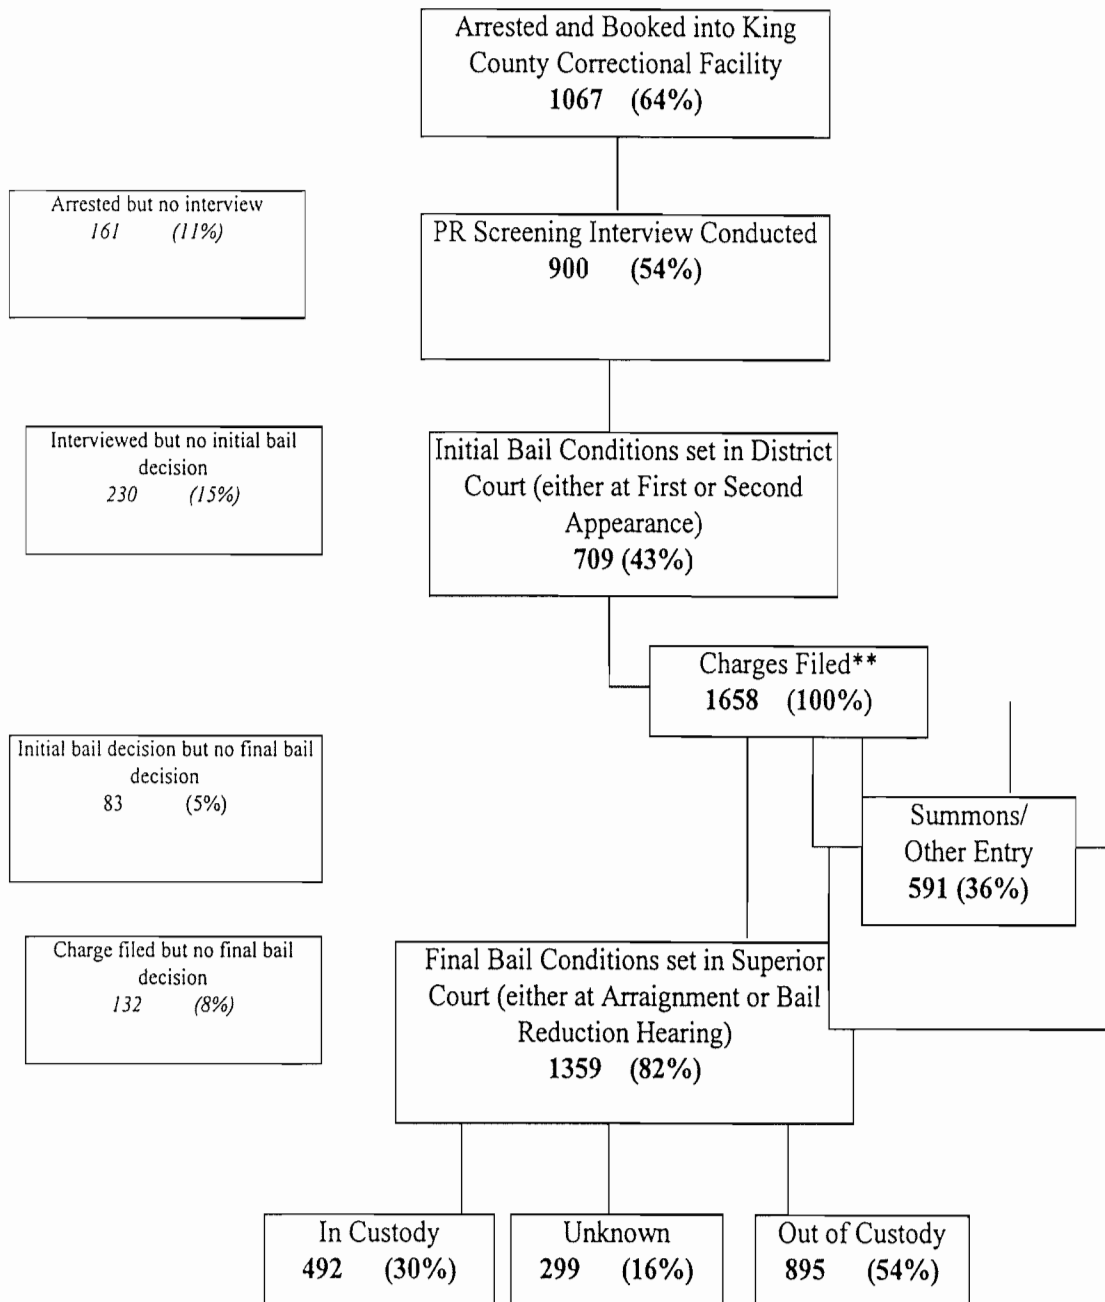 Arrested and Booked into King
County Correctional Facility
1067 (64%)
Arrested but no interview
161 (11%)
PR Screening Interview Conducted
900 (54%)
Interviewed but no initial bail
decision
230 (15%)
Initial Bail Conditions set in District
Court (either at First or Second
Appearance)
709 (43%)
Charges Filed**
1658 (100%)
Initial bail decision but no final bail
decision
83 (5%)
Summons/
Other Entry
591 (36%)
Charge filed but no final bail
decision
132 (8%)
Final Bail Conditions set in Superior
Court (either at Arraignment or Bail
Reduction Hearing)
1359 (82%)
In Custody
492 (30%)
Unknown
299 (16%)
Out of Custody
895 (54%)